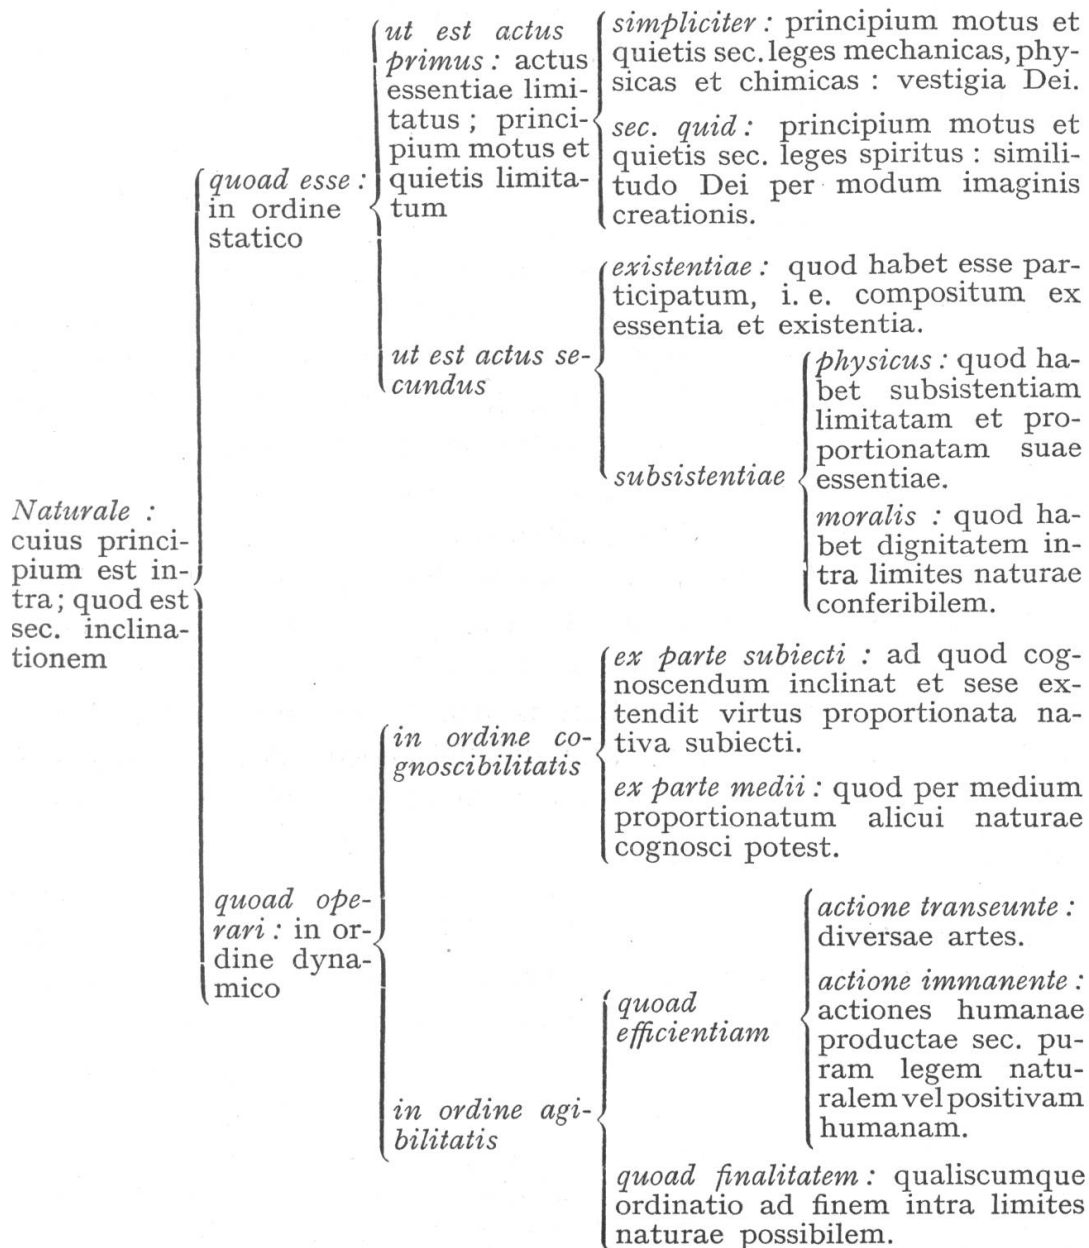 Naturale :
cuius princi-
pium est in-
tra; quod est
sec. inclina-
tionem
quoad esse :
in ordine
statico
ut est actus
primus : actus
essentiae limi-
tatus ; princi-
pium motus et
quietis limita-
tum
simpliciter : principium motus et
quietis sec. leges mechanicas, phy-
sicas et chimicas : vestigia Dei.
sec. quid : principium motus et
quietis sec. leges spiritus : simili-
tudo Dei per modum imaginis
creationis.
ut est actus se-
cundus
existentiae : quod habet esse par-
ticipatum, i. e. compositum ex
essentia et existentia.
subsistentiae
physicus : quod ha-
bet subsistentiam
limitatam et pro-
portionatam suae
essentiae.
moralis : quod ha-
bet dignitatem in-
tra limites naturae
conferibilem.
quoad ope-
rari : in or-
dine dyna-
mico
in ordine co-
gnoscibilitatis
ex parte subiecti : ad quod cog-
noscendum inclinat et sese ex-
tendit virtus proportionata na-
tiva subiecti.
ex parte medii : quod per medium
proportionatum alicui naturae
cognosci potest.
in ordine agi-
bilitatis
quoad
efficientiam
actione transeunte :
diversae artes.
actione immanente :
actiones humanae
productae sec. pu-
ram legem natu-
ralem vel positivam
humanam.
quoad finalitatem : qualiscumque
ordinatio ad finem intra limites
naturae possibilem.